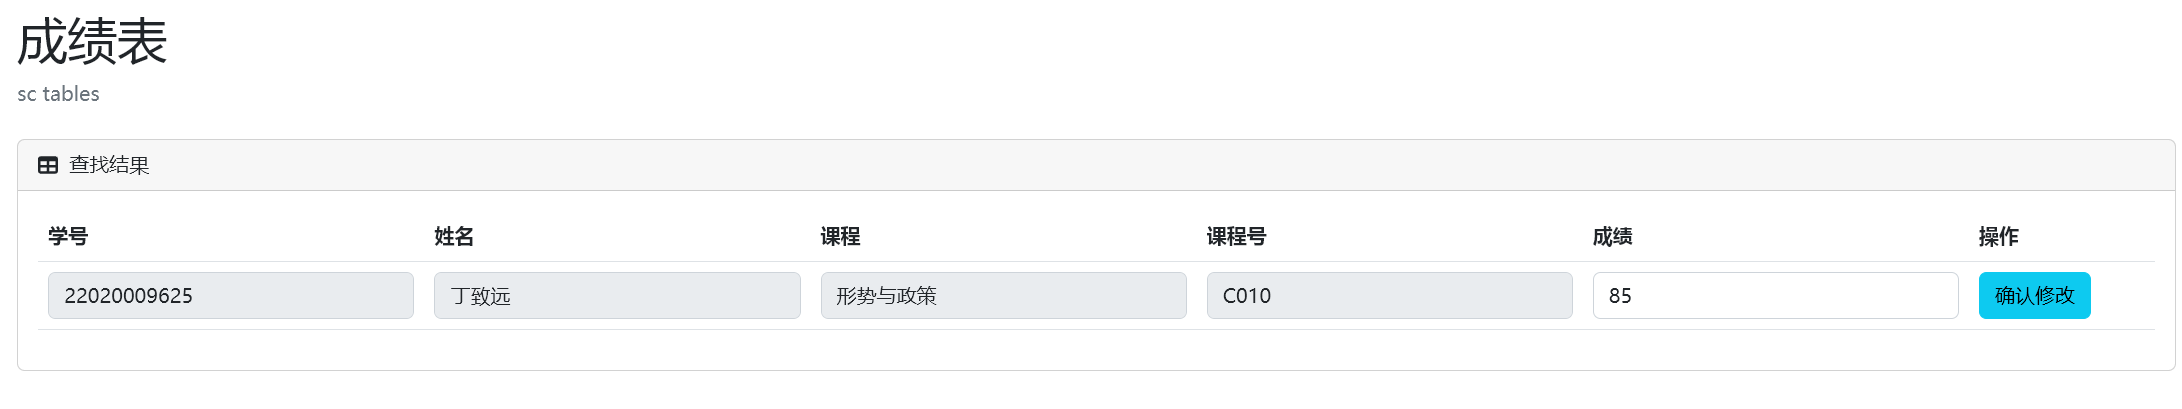 成绩表
sc tables
查找结果
学号 姓名 课程 课程号 成绩 操作
22020009625 丁致远 形势与政策 C010 85 确认修改